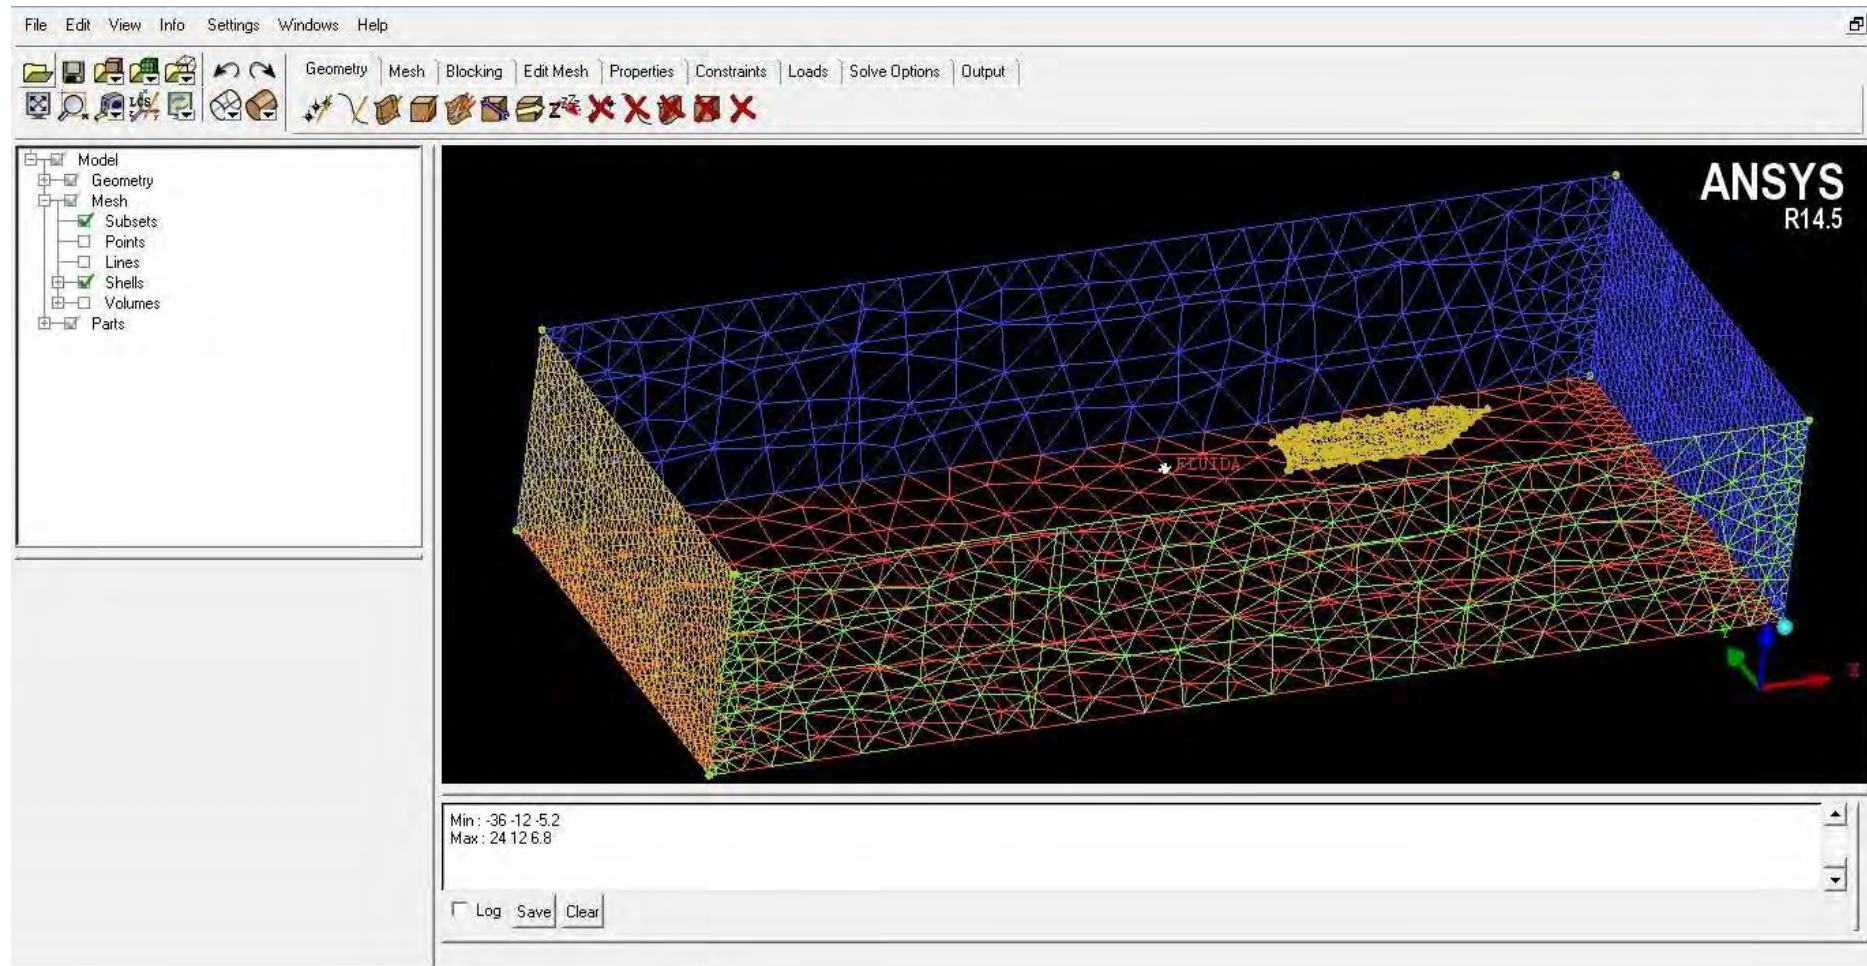 File Edit View Info Settings Windows Help
Geometry Mesh Blocking Edit Mesh Properties Constraints Loads Solve Options Output
LCS
Model
Geometry
Mesh
Subsets
Points
Lines
Shells
Volumes
Parts
ANSYS
R14.5
FLUIDA
Y
X
Min : -36 -12 -5.2
Max : 24 12 6.8
Log Save Clear